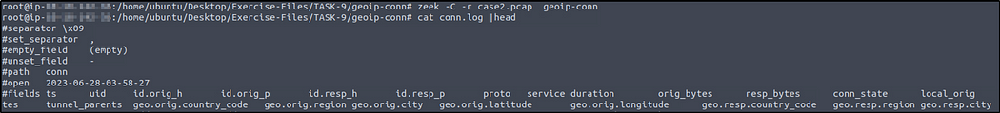 root@ip- :/home/ubuntu/Desktop/Exercise-Files/TASK-9/geoip-conn# zeek -C -r case2.pcap geoip-conn
root@ip- :/home/ubuntu/Desktop/Exercise-Files/TASK-9/geoip-conn# cat conn.log |head
#separator \x09
#set_separator ,
#empty_field (empty)
#unset_field -
#path conn
#open 2023-06-28-03-58-27
#fields ts uid id.orig_h id.orig_p id.resp_h id.resp_p proto service duration orig_bytes resp_bytes conn_state local_orig
tes tunnel_parents geo.orig.country_code geo.orig.region geo.orig.city geo.orig.latitude geo.orig.longitude geo.resp.country_code geo.resp.region geo.resp.city